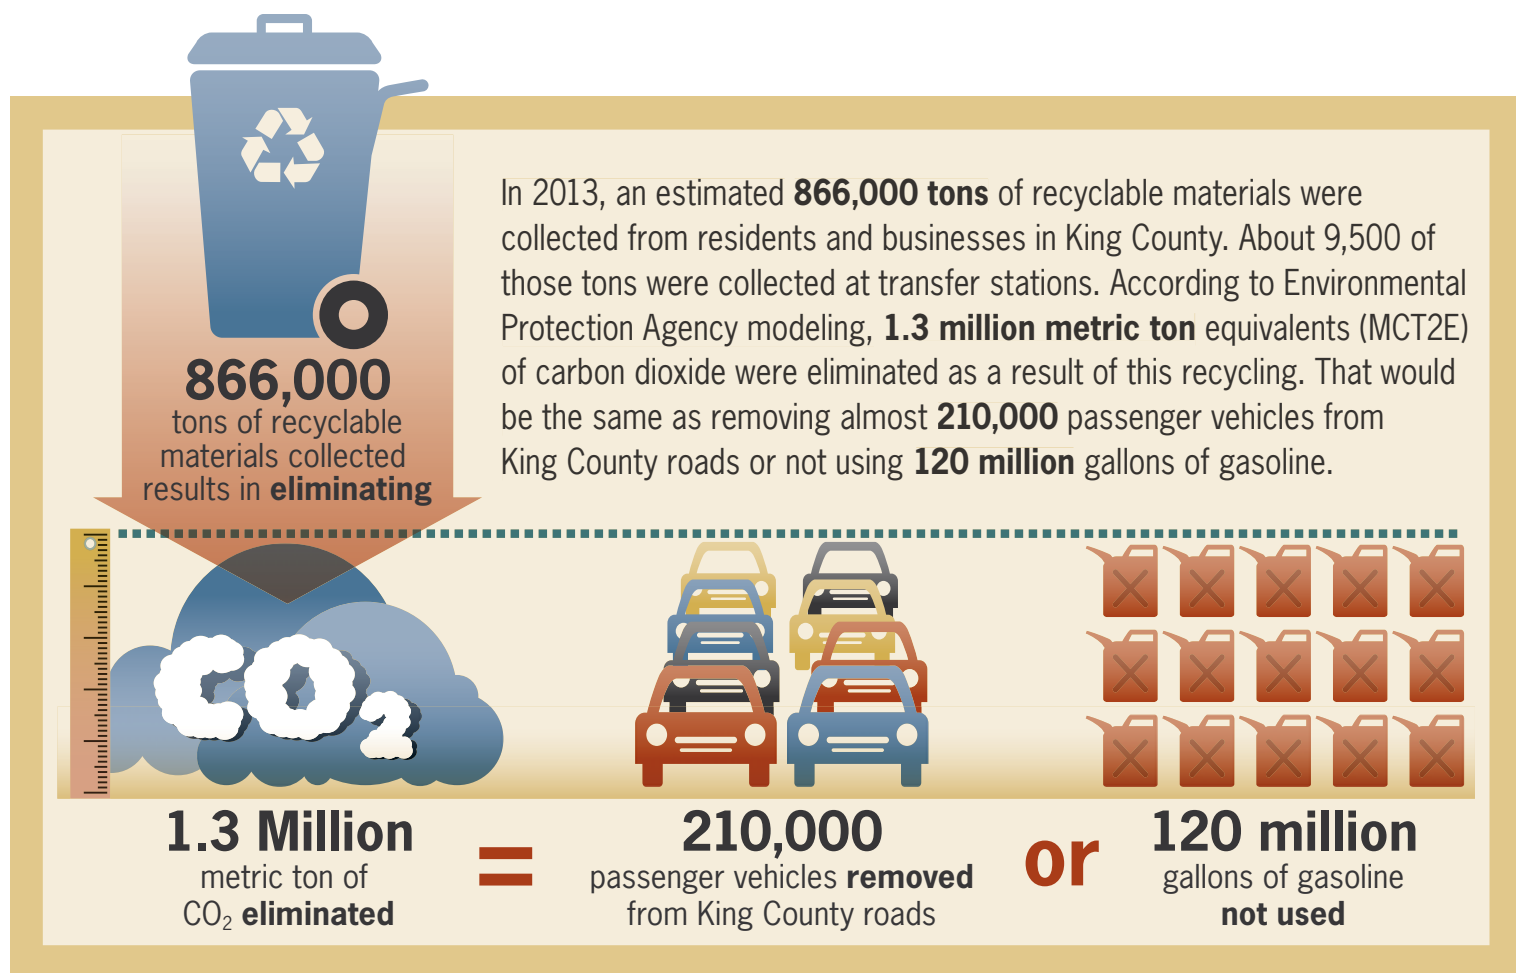 In 2013, an estimated 866,000 tons of recyclable materials were
collected from residents and businesses in King County. About 9,500 of
those tons were collected at transfer stations. According to Environmental
Protection Agency modeling, 1.3 million metric ton equivalents (MCT2E)
of carbon dioxide were eliminated as a result of this recycling. That would
be the same as removing almost 210,000 passenger vehicles from
King County roads or not using 120 million gallons of gasoline.
866,000
tons of recyclable
materials collected
results in eliminating
CO2
1.3 Million
metric ton of
CO₂ eliminated
=
210,000
passenger vehicles removed
from King County roads
or
120 million
gallons of gasoline
not used